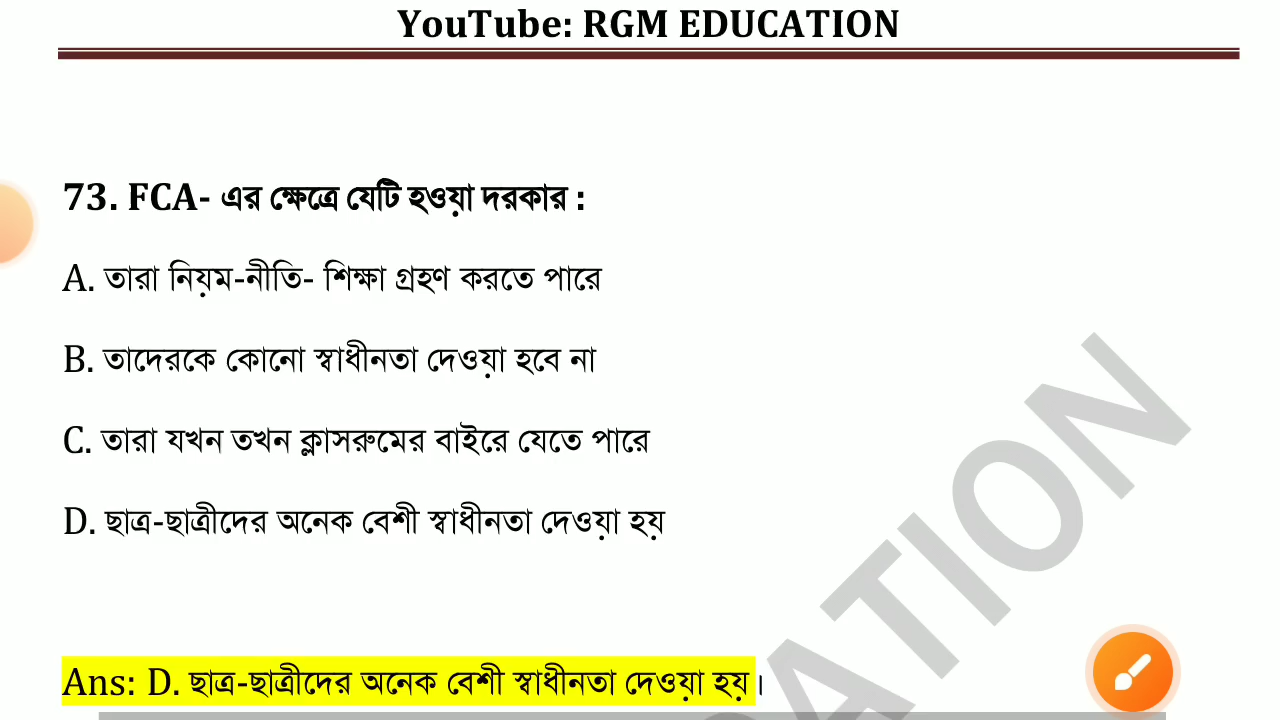 YouTube: RGM EDUCATION
73. FCA- এর ক্ষেত্রে যেটি হওয়া দরকার :
A. তারা নিয়ম-নীতি- শিক্ষা গ্রহণ করতে পারে
B. তাদেরকে কোনো স্বাধীনতা দেওয়া হবে না
C. তারা যখন তখন ক্লাসরুমের বাইরে যেতে পারে
D. ছাত্র-ছাত্রীদের অনেক বেশী স্বাধীনতা দেওয়া হয়
Ans: D. ছাত্র-ছাত্রীদের অনেক বেশী স্বাধীনতা দেওয়া হয়।